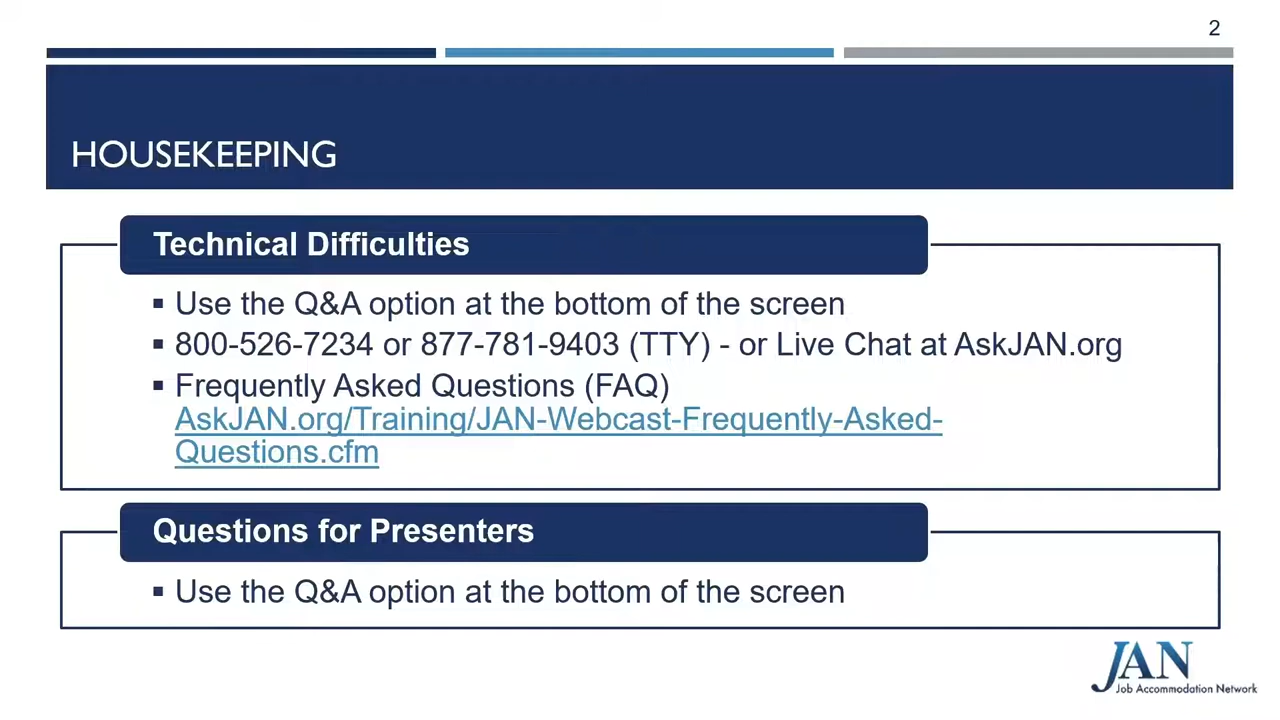 2
HOUSEKEEPING
Technical Difficulties
▪ Use the Q&A option at the bottom of the screen
▪ 800-526-7234 or 877-781-9403 (TTY) - or Live Chat at AskJAN.org
▪ Frequently Asked Questions (FAQ)
AskJAN.org/Training/JAN-Webcast-Frequently-Asked-
Questions.cfm
Questions for Presenters
▪ Use the Q&A option at the bottom of the screen
JAN
Job Accommodation Network